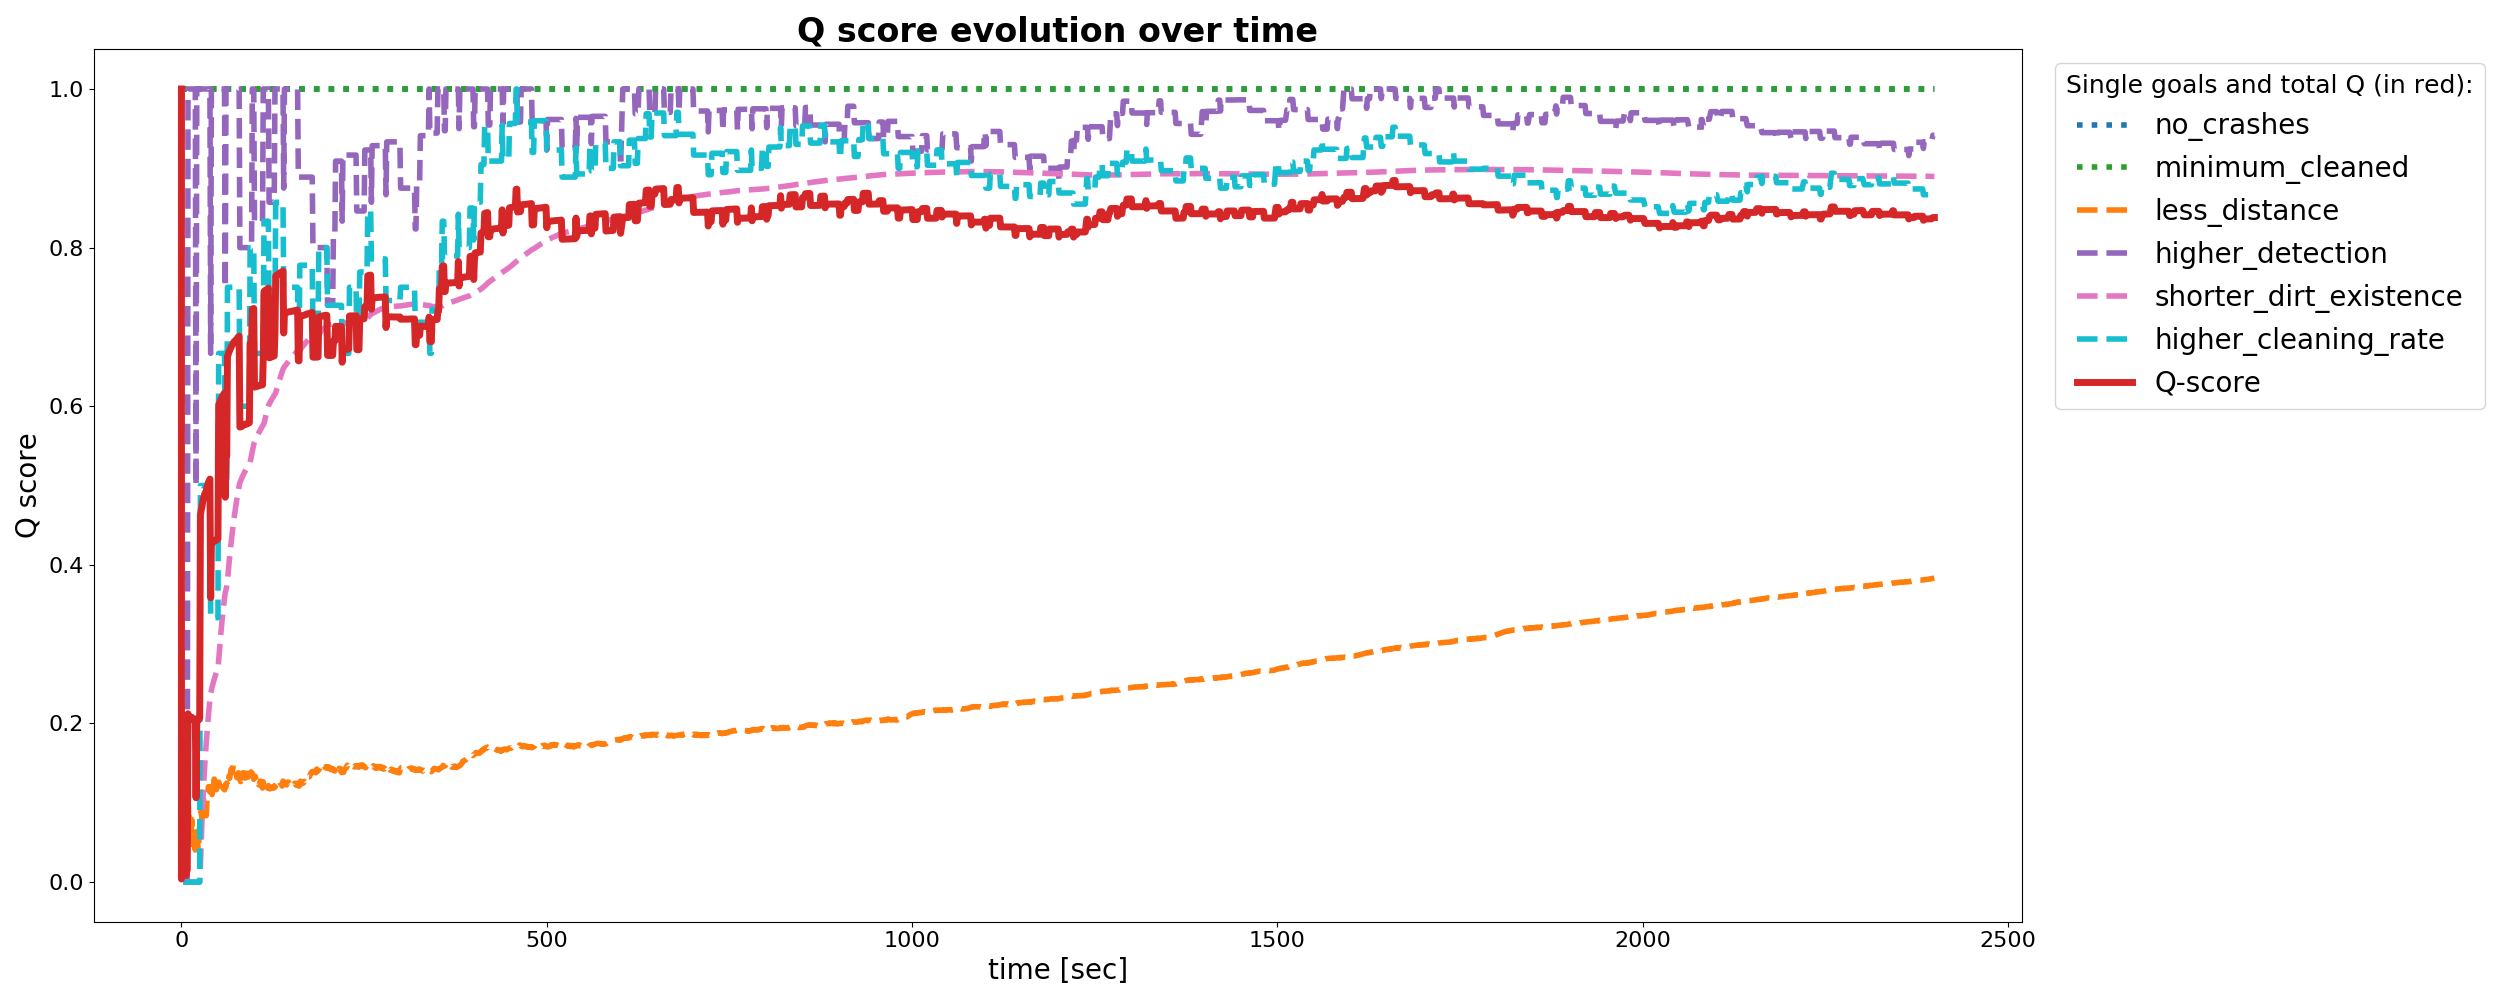 Q score evolution over time
Single goals and total Q (in red):
no_crashes
minimum_cleaned
less_distance
higher_detection
shorter_dirt_existence
higher_cleaning_rate
Q-score
Q score
1.0
0.8
0.6
0.4
0.2
0.0
0 500 1000 1500 2000 2500
time [sec]